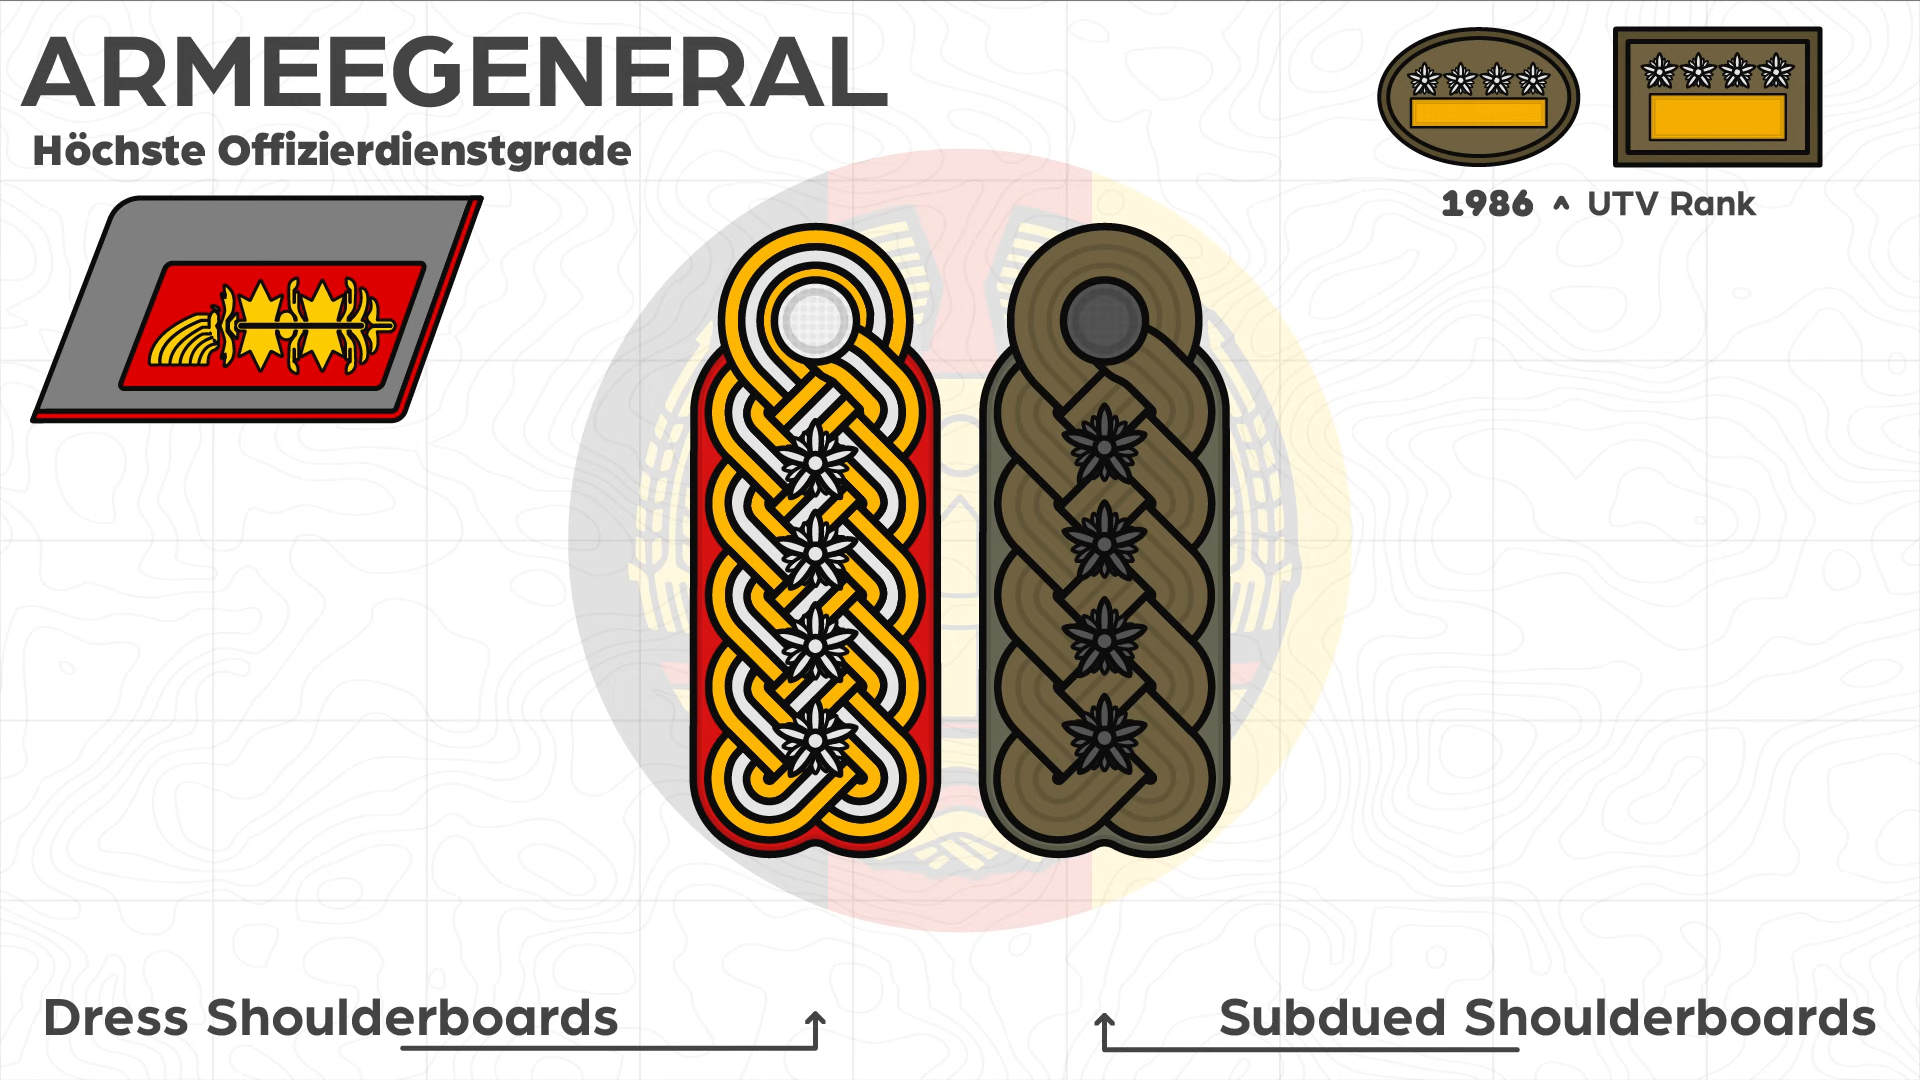 ARMEEGENERAL
Höchste Offizierdienstgrade
1986 ^ UTV Rank
Dress Shoulderboards
Subdued Shoulderboards